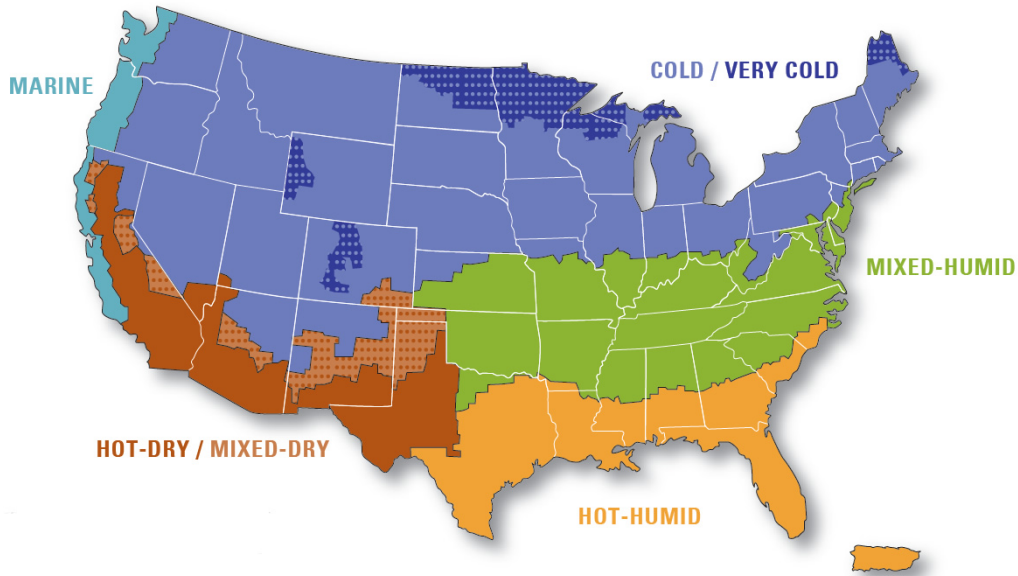 MARINE
COLD / VERY COLD
MIXED-HUMID
HOT-DRY / MIXED-DRY
HOT-HUMID